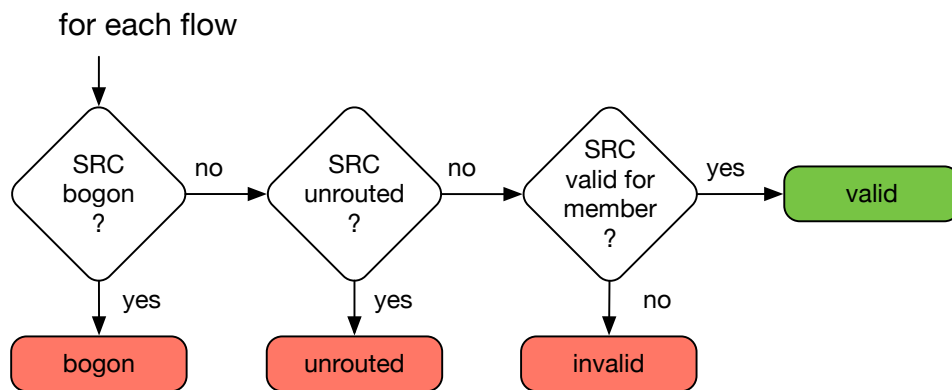 for each flow
SRC
bogon
?
no
SRC
unrouted
?
no
SRC
valid for
member
?
yes
valid
yes
yes
no
bogon
unrouted
invalid